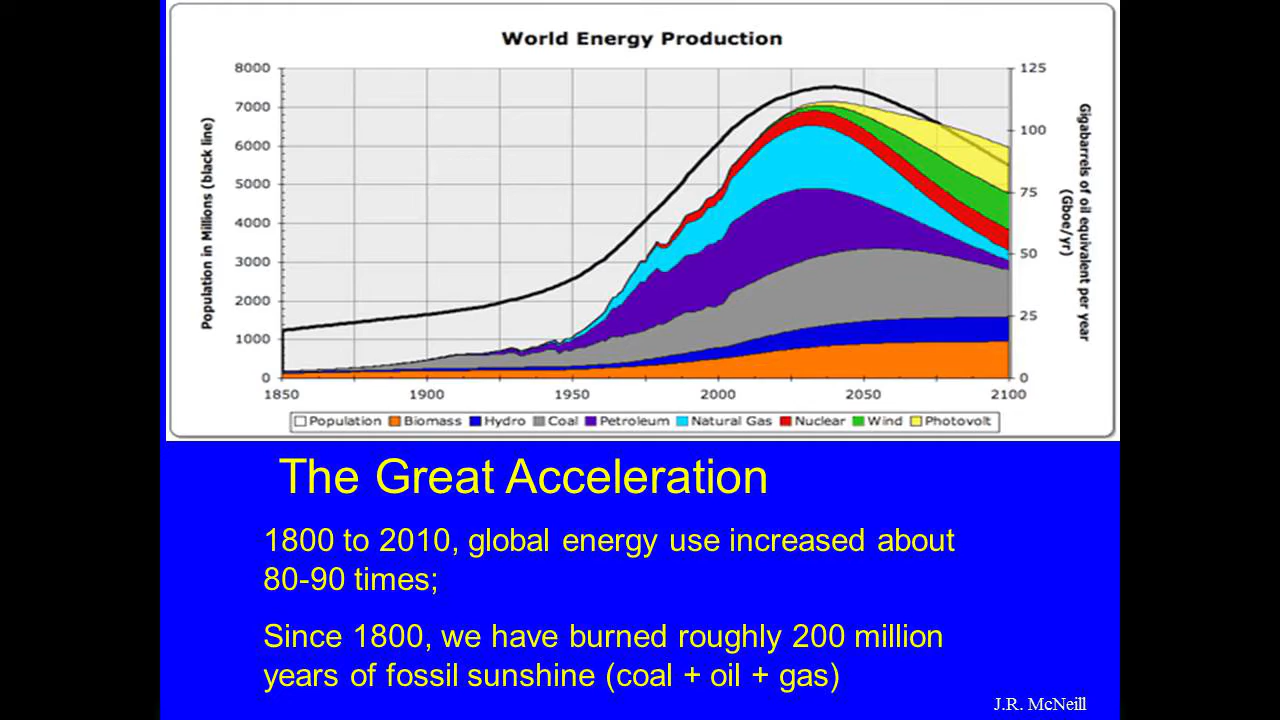 World Energy Production
8000
7000
6000
5000
4000
3000
2000
1000
0
Population in Millions (black line)
125
100
75
50
25
0
Gigabarrels of oil equivalent per year
(Gboe/yr)
1850 1900 1950 2000 2050 2100
Population Biomass Hydro Coal Petroleum Natural Gas Nuclear Wind Photovolt
The Great Acceleration
1800 to 2010, global energy use increased about
80-90 times;
Since 1800, we have burned roughly 200 million
years of fossil sunshine (coal + oil + gas)
J.R. McNeill